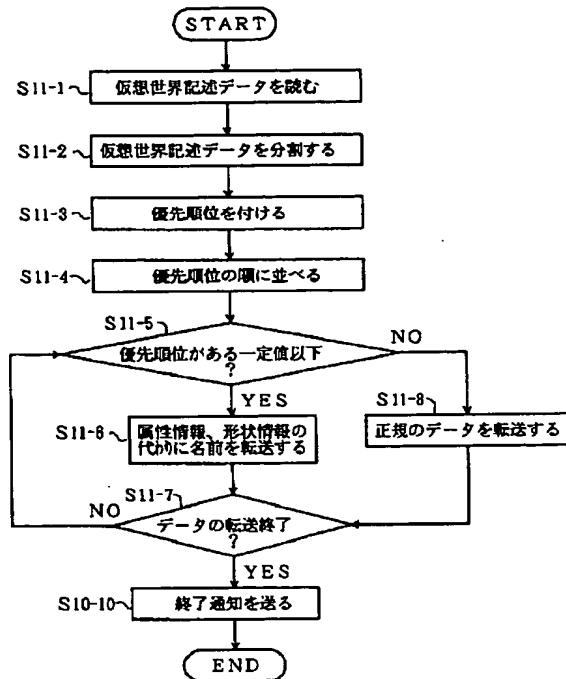 START
S11-1
仮想世界記述データを読む
S11-2
仮想世界記述データを分割する
S11-3
優先順位を付ける
S11-4
優先順位の順に並べる
S11-5
優先順位がある一定値以下
?
NO
YES
S11-6
属性情報、形状情報の
代わりに名前を転送する
S11-8
正規のデータを転送する
S11-7
NO
データの転送終了
?
YES
S10-10
終了通知を送る
END